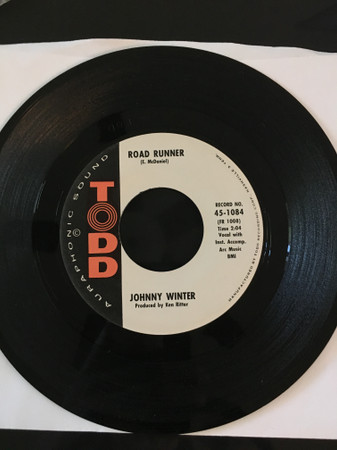 ROAD RUNNER
(E. McDaniel)
AURAPHONIC SOUND
TODD
RECORD NO.
45-1084
(FR 1008)
Time 2:04
Vocal with
Inst. Accomp.
Arc Music
BMI
JOHNNY WINTER
Produced by Ken Ritter